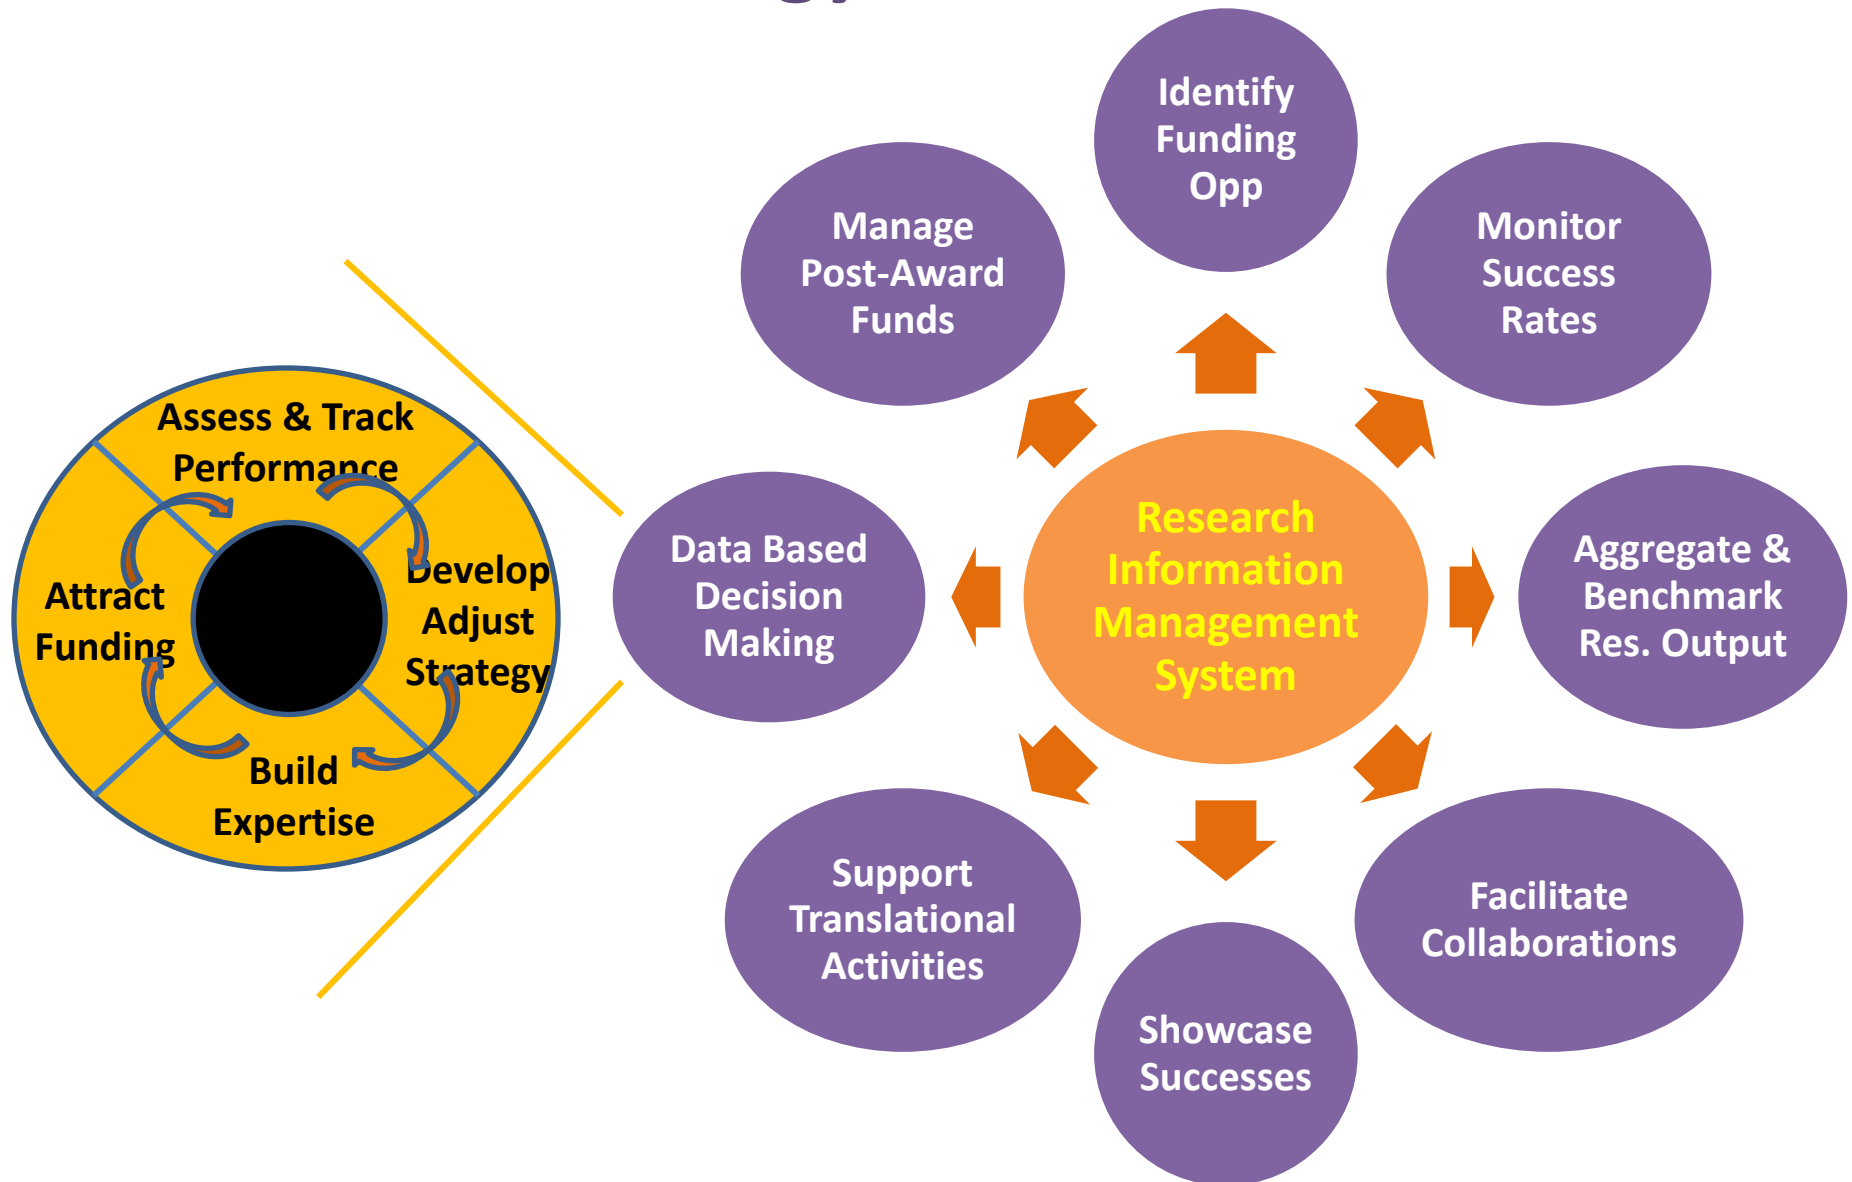 Identify
Funding
Opp
Manage
Post-Award
Funds
Monitor
Success
Rates
Assess & Track
Performance
Attract
Funding
Develop
Adjust
Strategy
Build
Expertise
Data Based
Decision
Making
Research
Information
Management
System
Aggregate &
Benchmark
Res. Output
Support
Translational
Activities
Facilitate
Collaborations
Showcase
Successes